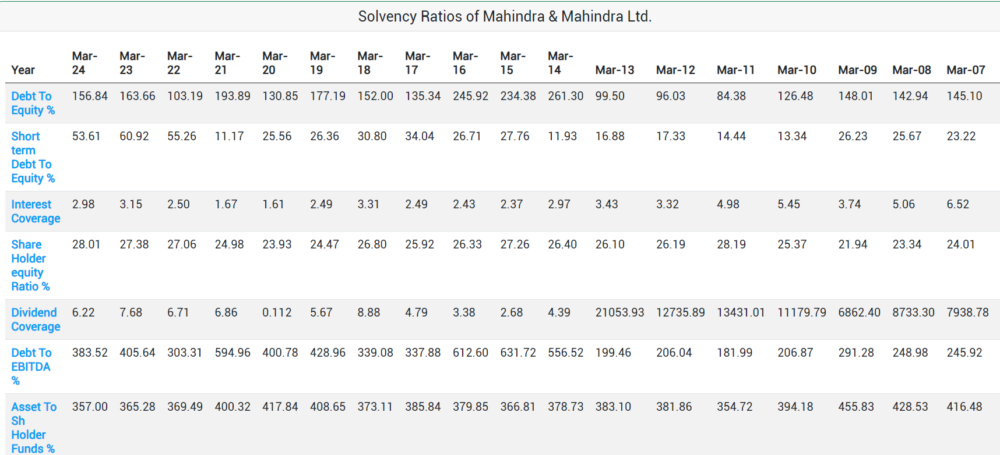 Solvency Ratios of Mahindra & Mahindra Ltd.
Year Mar-24 Mar-23 Mar-22 Mar-21 Mar-20 Mar-19 Mar-18 Mar-17 Mar-16 Mar-15 Mar-14 Mar-13 Mar-12 Mar-11 Mar-10 Mar-09 Mar-08 Mar-07
Debt To Equity % 156.84 163.66 103.19 193.89 130.85 177.19 152.00 135.34 245.92 234.38 261.30 99.50 96.03 84.38 126.48 148.01 142.94 145.10
Short term Debt To Equity % 53.61 60.92 55.26 11.17 25.56 26.36 30.80 34.04 26.71 27.76 11.93 16.88 17.33 14.44 13.34 26.23 25.67 23.22
Interest Coverage 2.98 3.15 2.50 1.67 1.61 2.49 3.31 2.49 2.43 2.37 2.97 3.43 3.32 4.98 5.45 3.74 5.06 6.52
Share Holder equity Ratio % 28.01 27.38 27.06 24.98 23.93 24.47 26.80 25.92 26.33 27.26 26.40 26.10 26.19 28.19 25.37 21.94 23.34 24.01
Dividend Coverage 6.22 7.68 6.71 6.86 0.112 5.67 8.88 4.79 3.38 2.68 4.39 21053.93 12735.89 13431.01 11179.79 6862.40 8733.30 7938.78
Debt To EBITDA % 383.52 405.64 303.31 594.96 400.78 428.96 339.08 337.88 612.60 631.72 556.52 199.46 206.04 181.99 206.87 291.28 248.98 245.92
Asset To Sh Holder Funds % 357.00 365.28 369.49 400.32 417.84 408.65 373.11 385.84 379.85 366.81 378.73 383.10 381.86 354.72 394.18 455.83 428.53 416.48